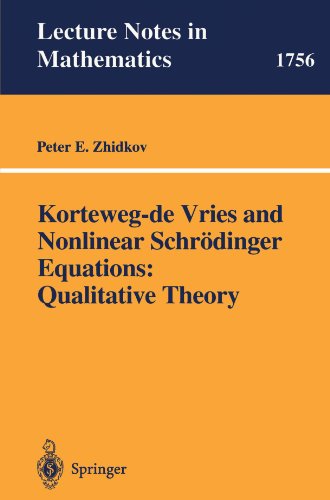 Lecture Notes in
Mathematics
1756
Peter E. Zhidkov
Korteweg-de Vries and
Nonlinear Schrödinger
Equations:
Qualitative Theory
Springer